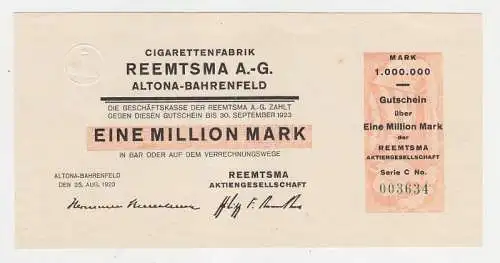 CIGARETTENFABRIK
REEMTSMA A.-G.
ALTONA-BAHRENFELD
DIE GESCHÄFTSKASSE DER REEMTSMA A.-G. ZAHLT
GEGEN DIESEN GUTSCHEIN BIS 30. SEPTEMBER 1923
EINE MILLION MARK
IN BAR ODER AUF DEM VERRECHNUNGSWEGE
ALTONA-BAHRENFELD
DEN 25. AUG. 1923
REEMTSMA
AKTIENGESELLSCHAFT
MARK
1.000.000
Gutschein
über
Eine Million Mark
der
REEMTSMA
AKTIENGESELLSCHAFT
Serie C No.
003634